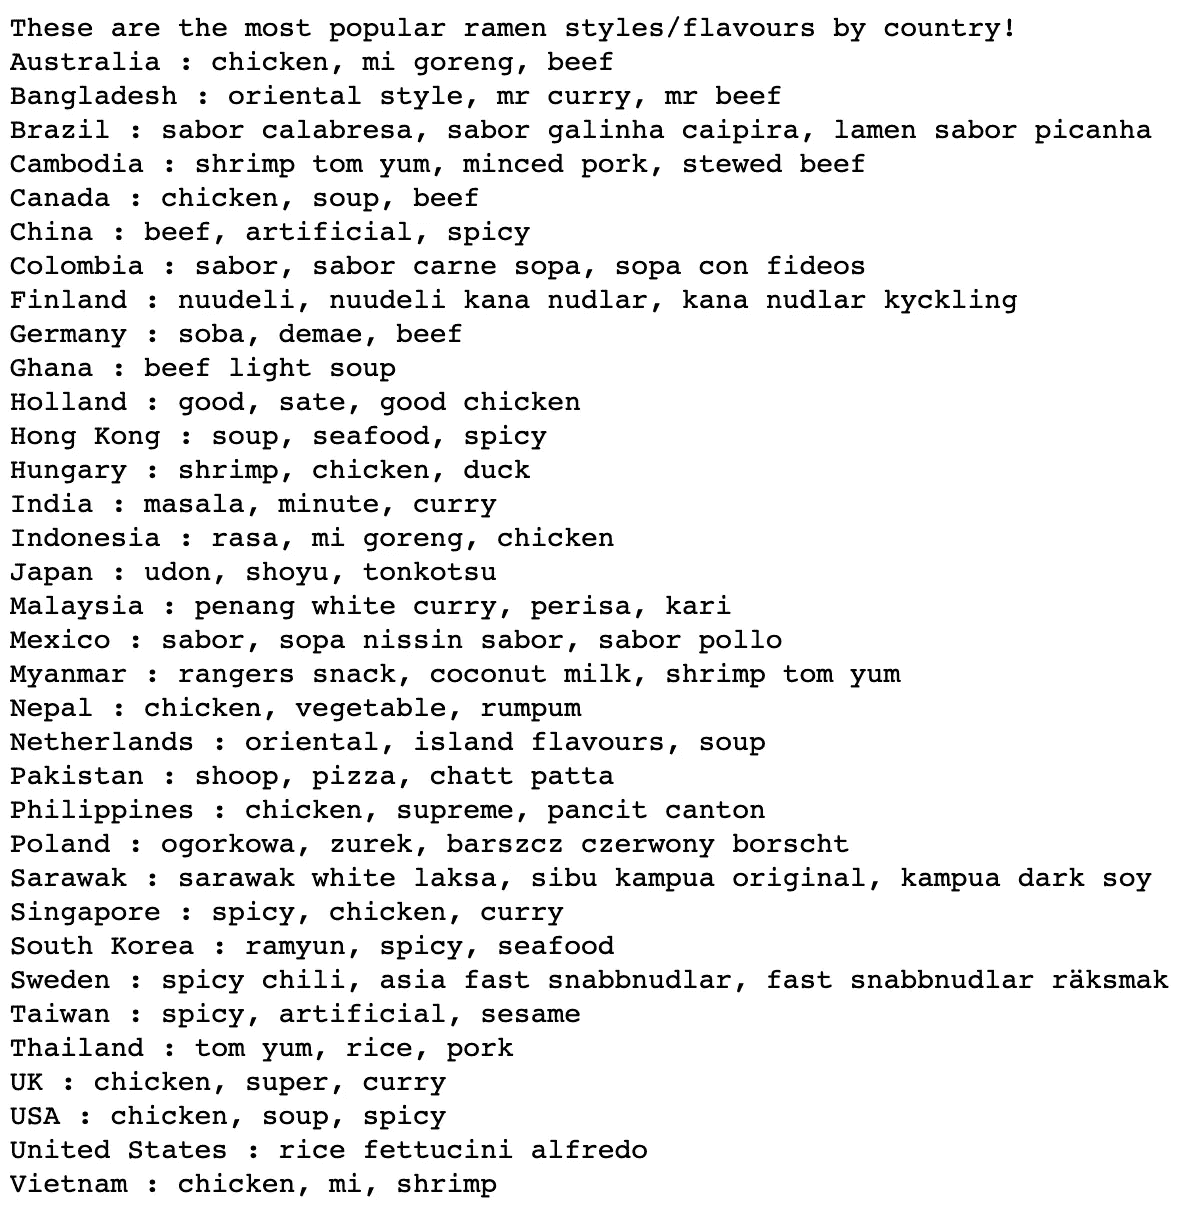 These are the most popular ramen styles/flavours by country!
Australia : chicken, mi goreng, beef
Bangladesh : oriental style, mr curry, mr beef
Brazil : sabor calabresa, sabor galinha caipira, lamen sabor picanha
Cambodia : shrimp tom yum, minced pork, stewed beef
Canada : chicken, soup, beef
China : beef, artificial, spicy
Colombia : sabor, sabor carne sopa, sopa con fideos
Finland : nuudeli, nuudeli kana nudlar, kana nudlar kyckling
Germany : soba, demae, beef
Ghana : beef light soup
Holland : good, sate, good chicken
Hong Kong : soup, seafood, spicy
Hungary : shrimp, chicken, duck
India : masala, minute, curry
Indonesia : rasa, mi goreng, chicken
Japan : udon, shoyu, tonkotsu
Malaysia : penang white curry, perisa, kari
Mexico : sabor, sopa nissin sabor, sabor pollo
Myanmar : rangers snack, coconut milk, shrimp tom yum
Nepal : chicken, vegetable, rumpum
Netherlands : oriental, island flavours, soup
Pakistan : shoop, pizza, chatt patta
Philippines : chicken, supreme, pancit canton
Poland : ogorkowa, zurek, barszcz czerwony borscht
Sarawak : sarawak white laksa, sibu kampua original, kampua dark soy
Singapore : spicy, chicken, curry
South Korea : ramyun, spicy, seafood
Sweden : spicy chili, asia fast snabbnudlar, fast snabbnudlar räksmak
Taiwan : spicy, artificial, sesame
Thailand : tom yum, rice, pork
UK : chicken, super, curry
USA : chicken, soup, spicy
United States : rice fettucini alfredo
Vietnam : chicken, mi, shrimp